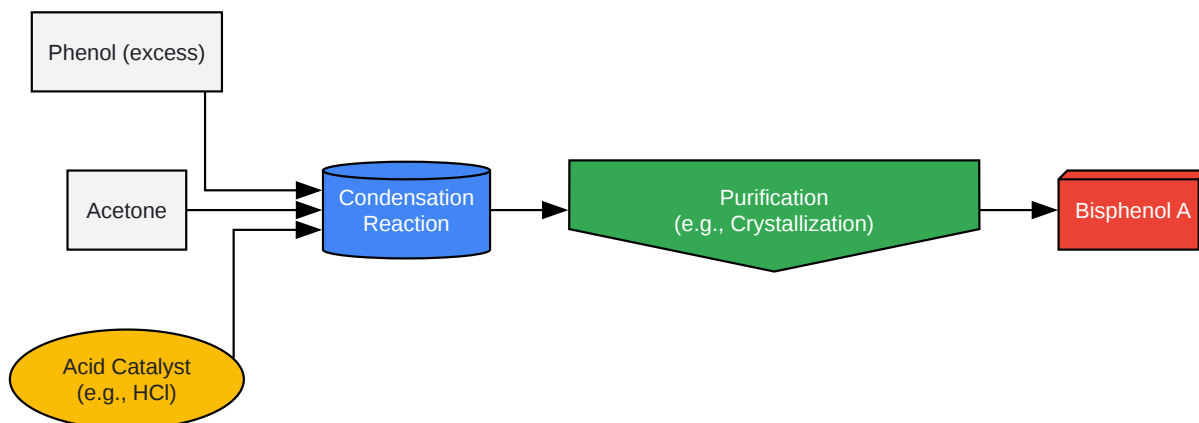 Phenol (excess)
Acetone
Acid Catalyst
(e.g., HCl)
Condensation
Reaction
Purification
(e.g., Crystallization)
Bisphenol A